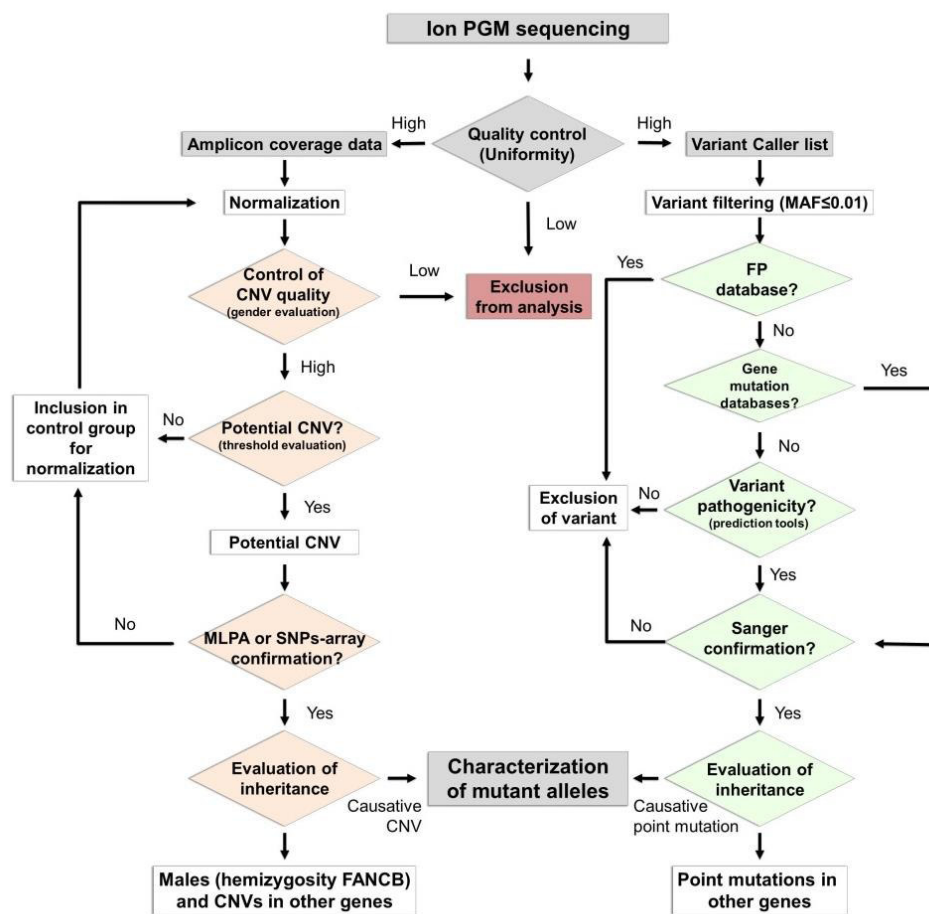 Ion PGM sequencing
High
Quality control
(Uniformity)
High
Amplicon coverage data
Variant Caller list
Normalization
Variant filtering (MAF≤0.01)
Low
Control of
CNV quality
(gender evaluation)
Low
Exclusion
from analysis
Yes
FP
database?
No
High
Gene
mutation
databases?
Yes
Inclusion in
control group
for
normalization
No
Potential CNV?
(threshold evaluation)
No
Exclusion
of variant
No
Variant
pathogenicity?
(prediction tools)
Yes
Potential CNV
Yes
No
MLPA or SNPs-array
confirmation?
No
Sanger
confirmation?
Yes
Yes
Evaluation of
inheritance
Characterization
of mutant alleles
Evaluation of
inheritance
Causative
CNV
Causative
point mutation
Males (hemizygosity FANCB)
and CNVs in other genes
Point mutations in
other genes